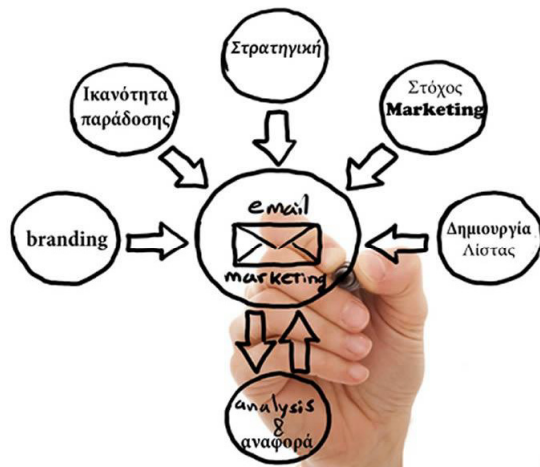 Στρατηγική
Ικανότητα
παράδοσης
Στόχος
Marketing
branding
email
marketing
Δημιουργία
Λίστας
analysis
&
αναφορά